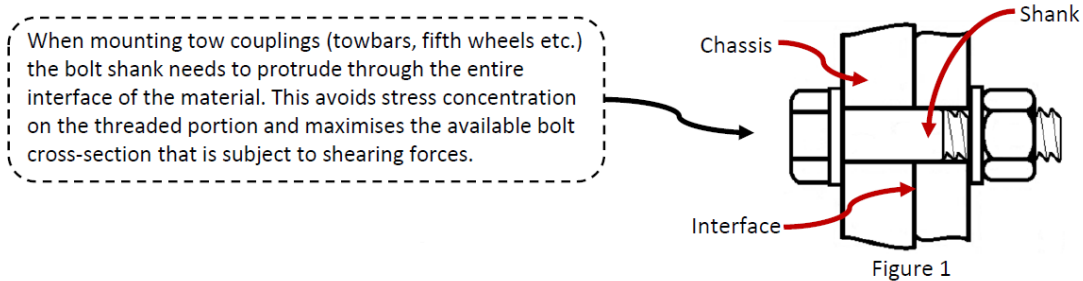 When mounting tow couplings (towbars, fifth wheels etc.)
the bolt shank needs to protrude through the entire
interface of the material. This avoids stress concentration
on the threaded portion and maximises the available bolt
cross-section that is subject to shearing forces.
Shank
Chassis
Interface
Figure 1